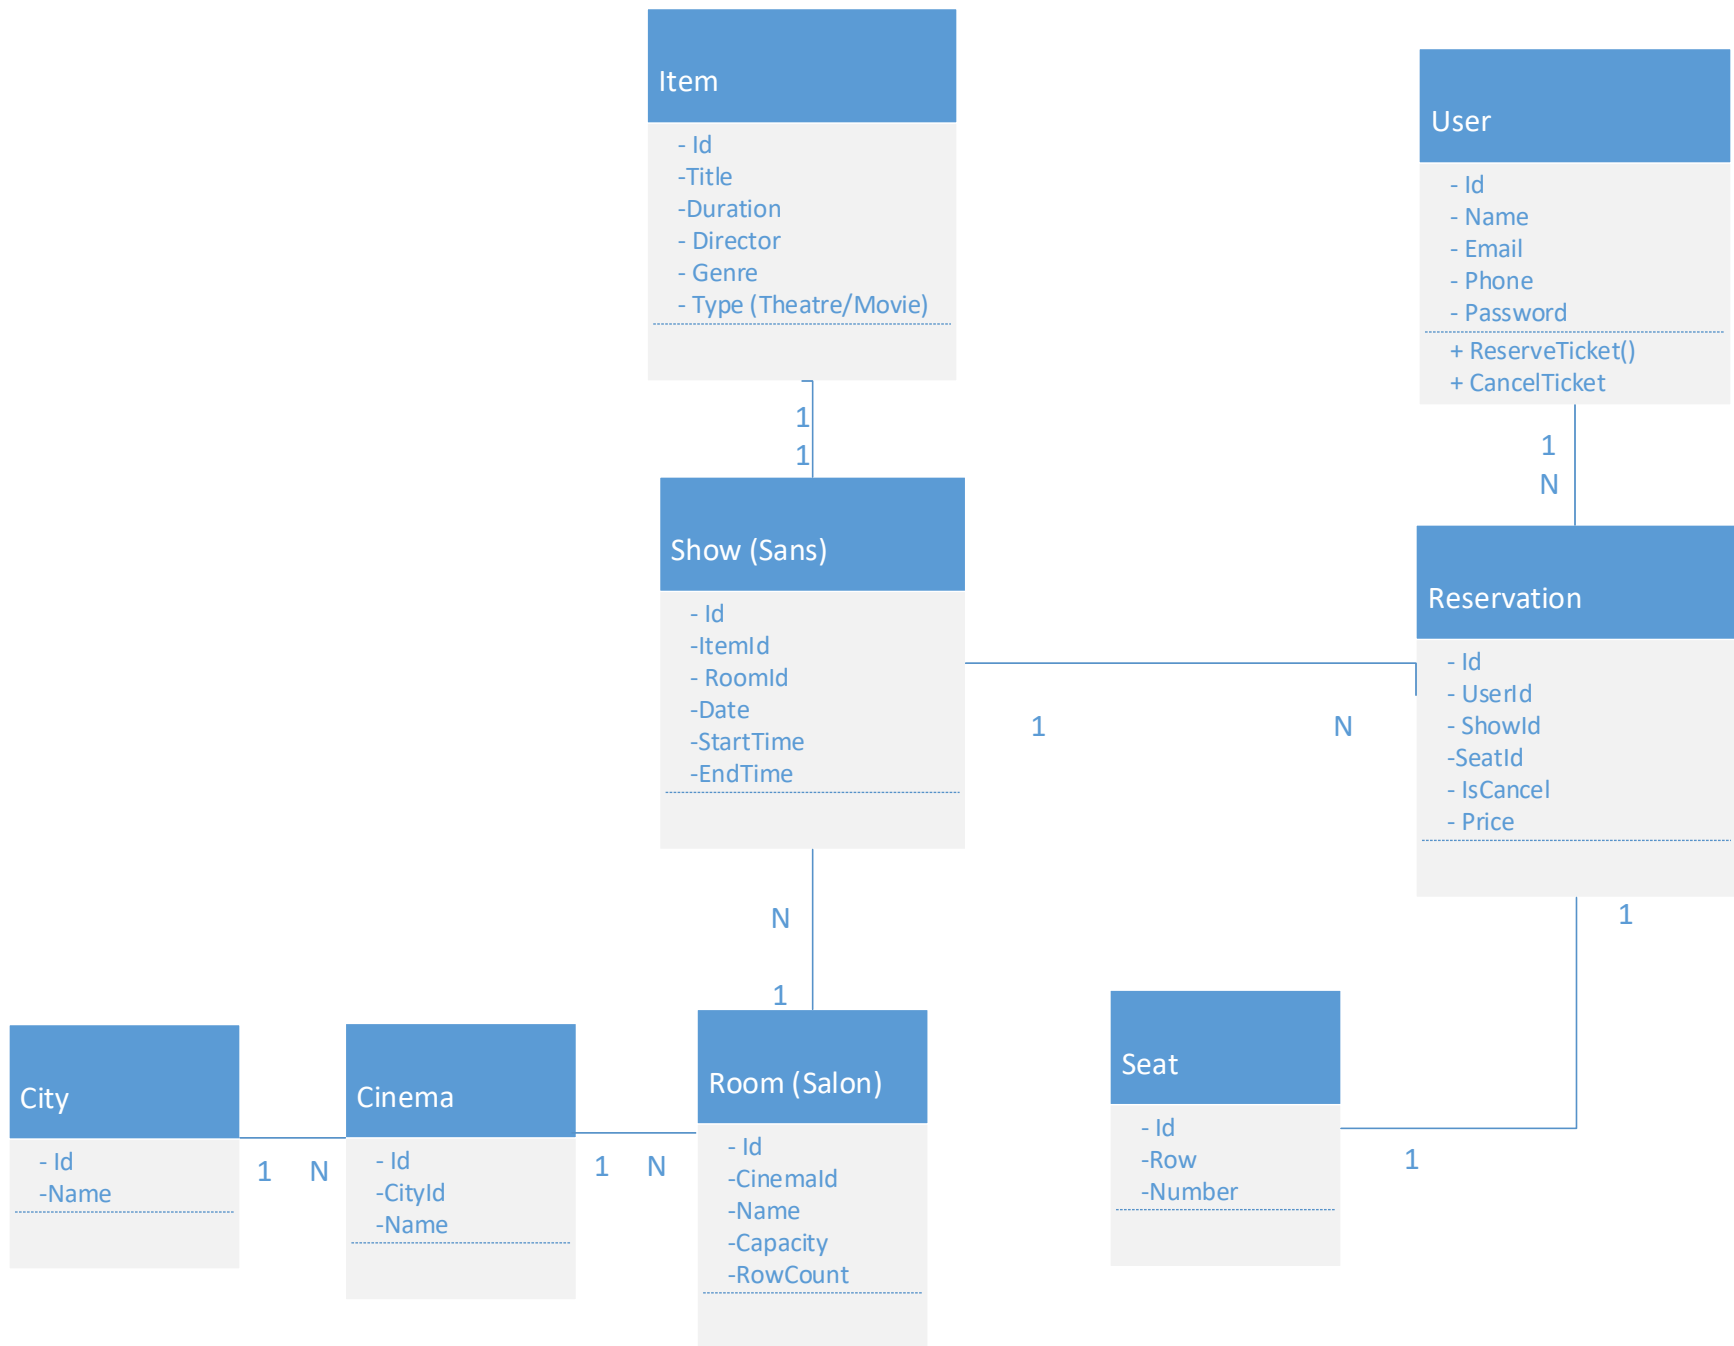 Item
- Id
-Title
-Duration
- Director
- Genre
- Type (Theatre/Movie)
User
- Id
- Name
- Email
- Phone
- Password
+ ReserveTicket()
+ CancelTicket
1
1
1
N
Show (Sans)
- Id
-ItemId
- RoomId
-Date
-StartTime
-EndTime
Reservation
- Id
- UserId
- ShowId
-SeatId
- IsCancel
- Price
1
N
N
1
1
City
- Id
-Name
1
N
Cinema
- Id
-CityId
-Name
1
N
Room (Salon)
- Id
-CinemaId
-Name
-Capacity
-RowCount
Seat
- Id
-Row
-Number
1